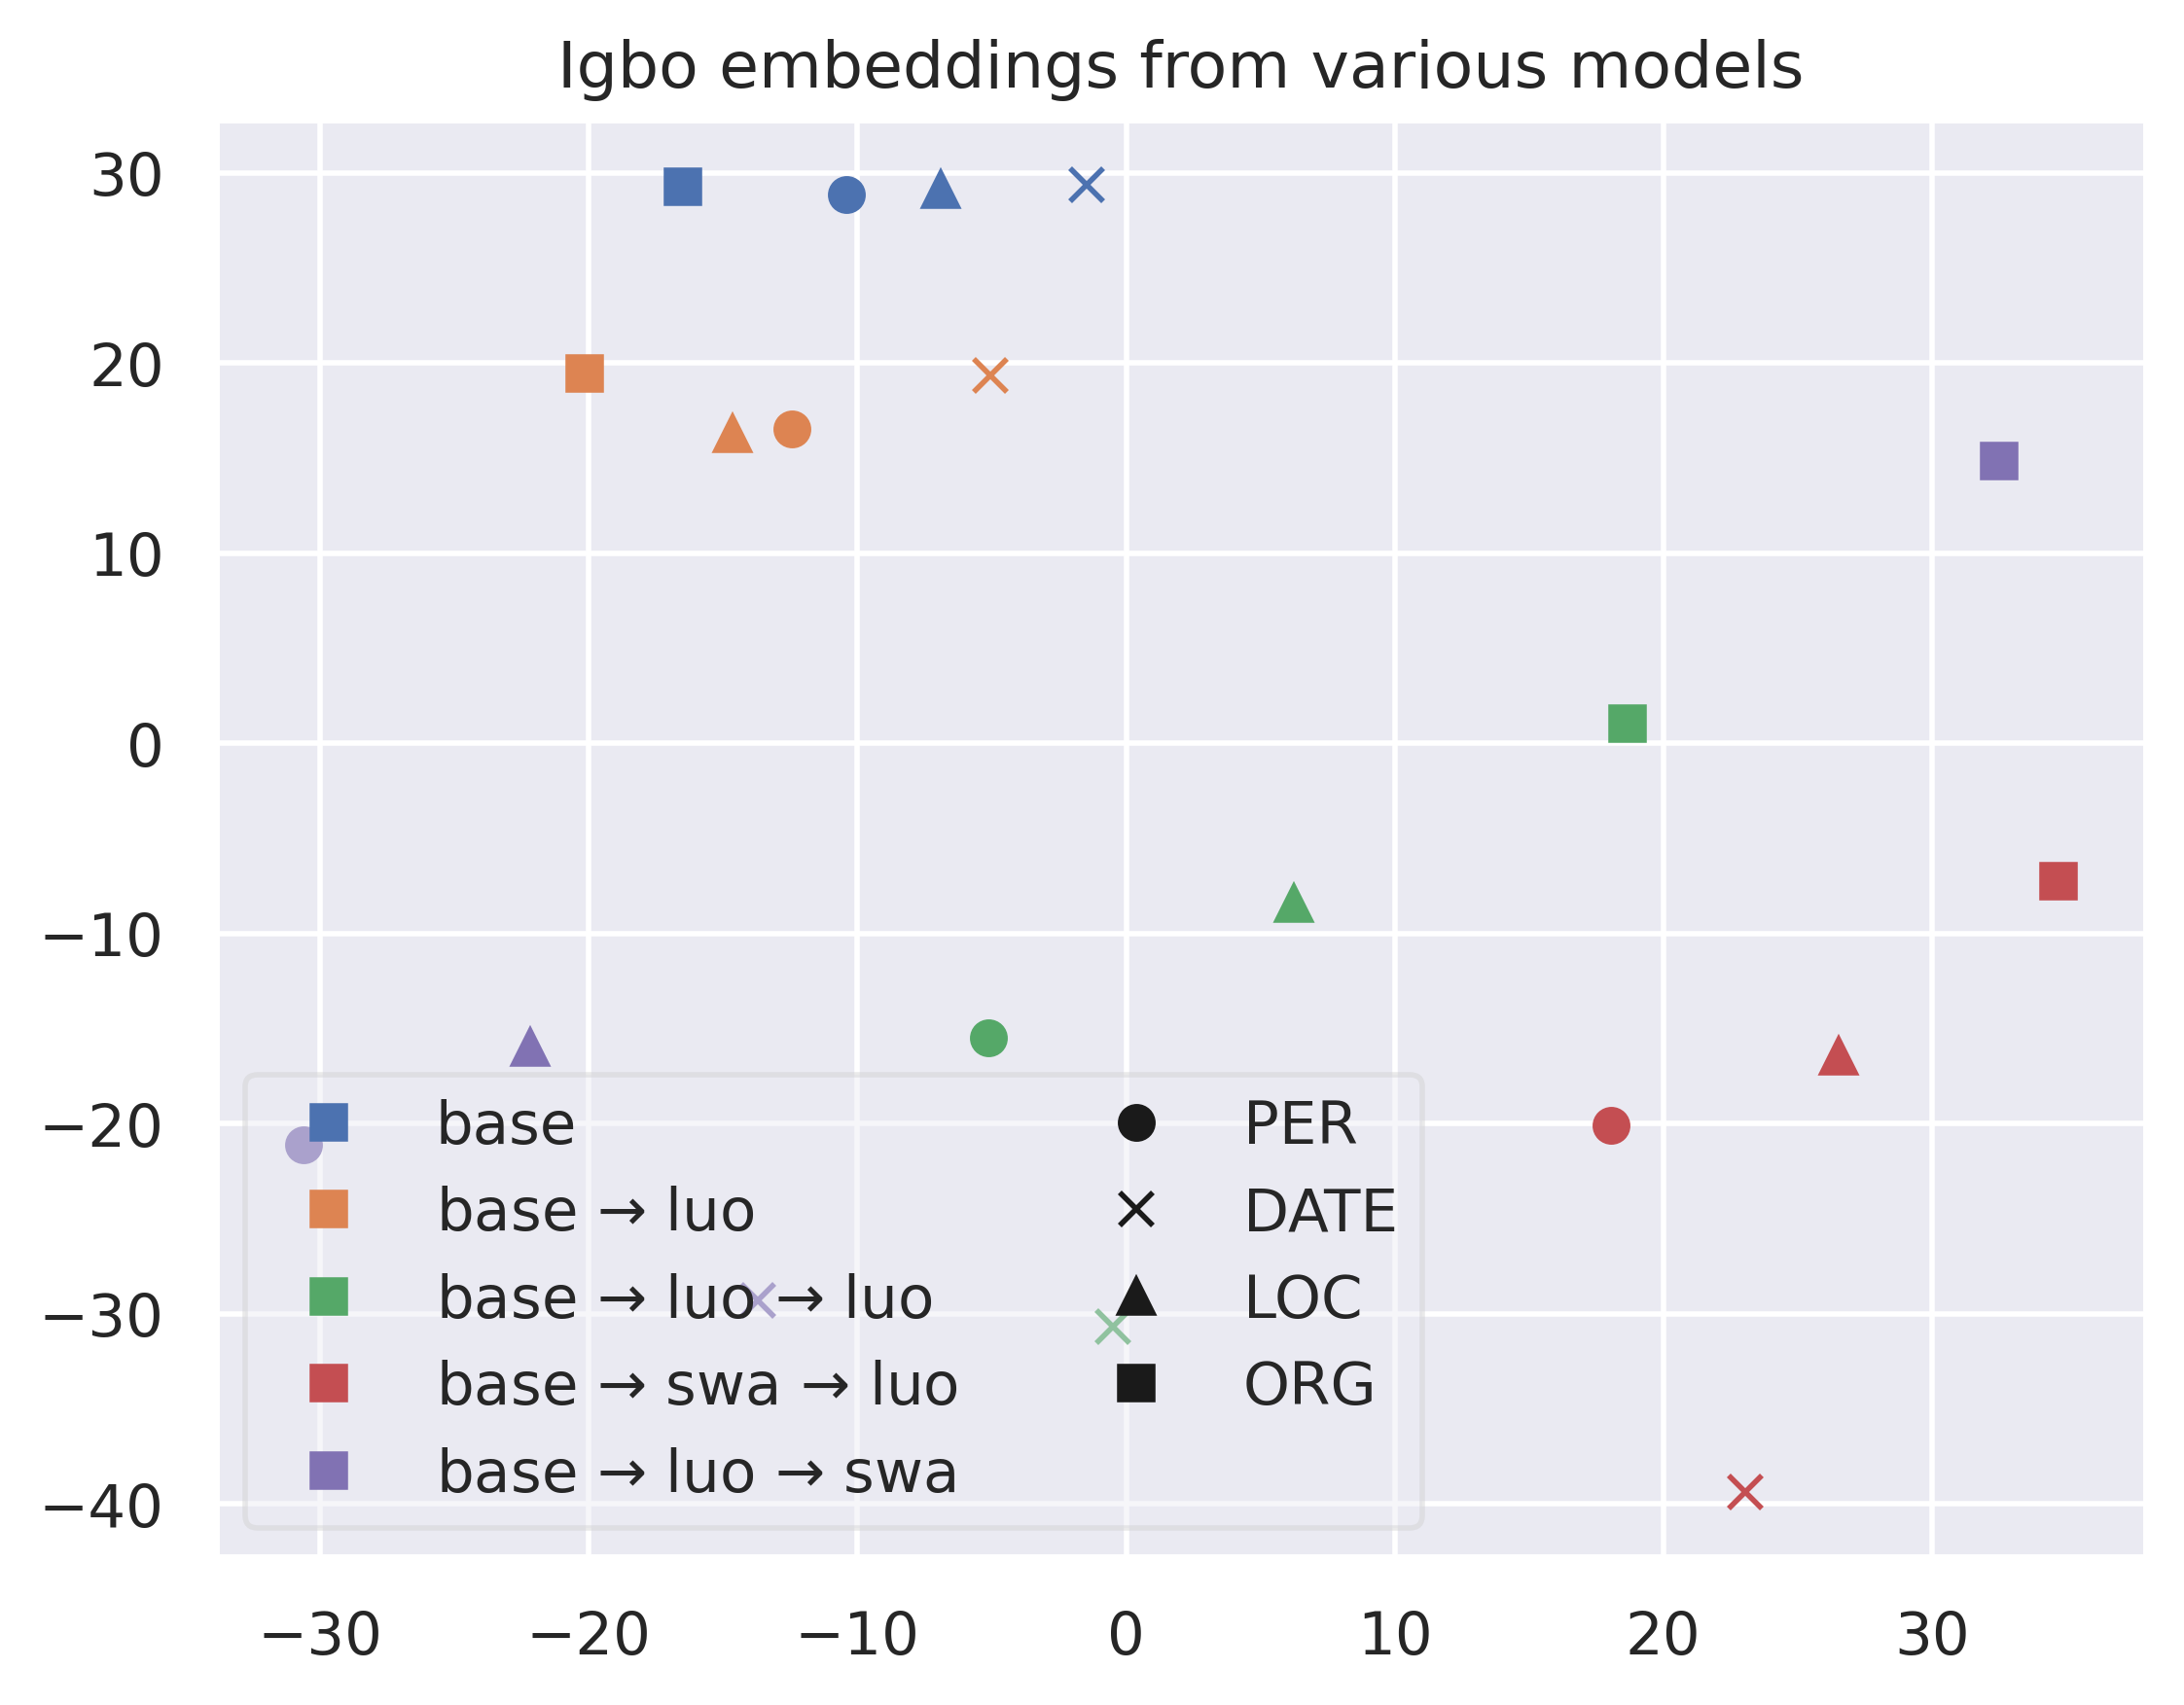 Igbo embeddings from various models
30
20
10
0
−10
−20
−30
−40
base
base → luo
base → luo → luo
base → swa → luo
base → luo → swa
PER
DATE
LOC
ORG
−30 −20 −10 0 10 20 30